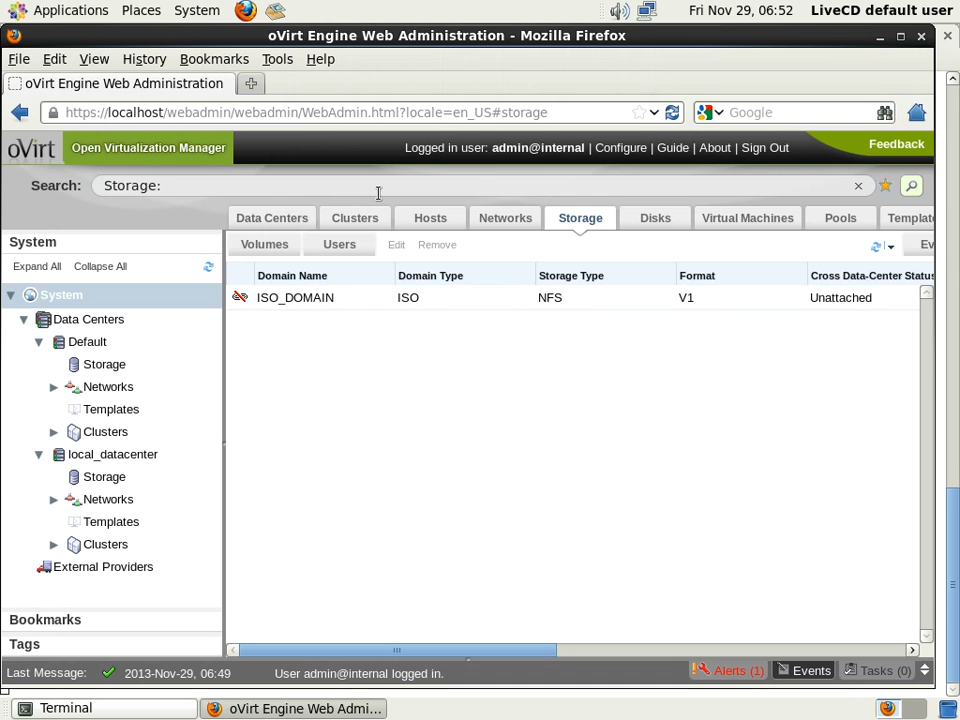 Applications Places System Fri Nov 29, 06:52 LiveCD default user
oVirt Engine Web Administration - Mozilla Firefox
File Edit View History Bookmarks Tools Help
oVirt Engine Web Administration
https://localhost/webadmin/webadmin/WebAdmin.html?locale=en_US#storage Google
oVirt Open Virtualization Manager Logged in user: admin@internal | Configure | Guide | About | Sign Out Feedback
Search: Storage:
Data Centers Clusters Hosts Networks Storage Disks Virtual Machines Pools Templat
System
Volumes Users Edit Remove Ev
Expand All Collapse All
Domain Name Domain Type Storage Type Format Cross Data-Center Status
ISO_DOMAIN ISO NFS V1 Unattached
System
Data Centers
Default
Storage
Networks
Templates
Clusters
local_datacenter
Storage
Networks
Templates
Clusters
External Providers
Bookmarks
Tags
Last Message: 2013-Nov-29, 06:49 User admin@internal logged in. Alerts (1) Events Tasks (0)
Terminal oVirt Engine Web Admi...